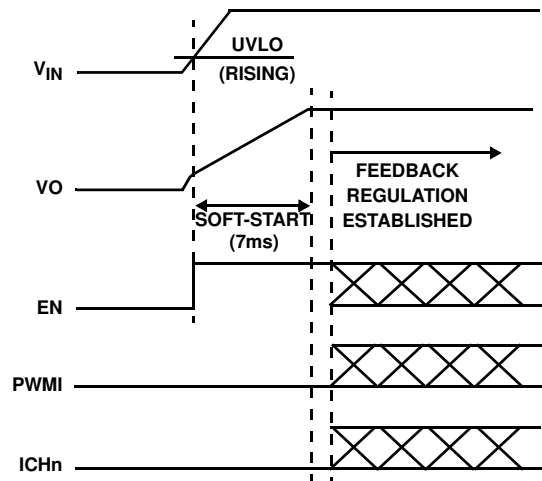 UVLO
V_IN
(RISING)
VO
FEEDBACK
REGULATION
ESTABLISHED
SOFT-START
(7ms)
EN
PWMI
ICHn